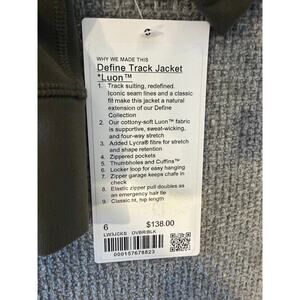 WHY WE MADE THIS
Define Track Jacket
*Luon™
1. Track suiting, redefined.
Iconic seam lines and a classic
fit make this jacket a natural
extension of our Define
Collection
2. Our cottony-soft Luon™ fabric
is supportive, sweat-wicking,
and four-way stretch
3. Added Lycra® fibre for stretch
and shape retention
4. Zippered pockets
5. Thumbholes and Cuffins™
6. Locker loop for easy hanging
7. Zipper garage keeps chafe in
check
8. Elastic zipper pull doubles as
an emergency hair tie
9. Classic fit, hip length
6 $138.00
LW3JCKS OVBR/BLK
000157678823